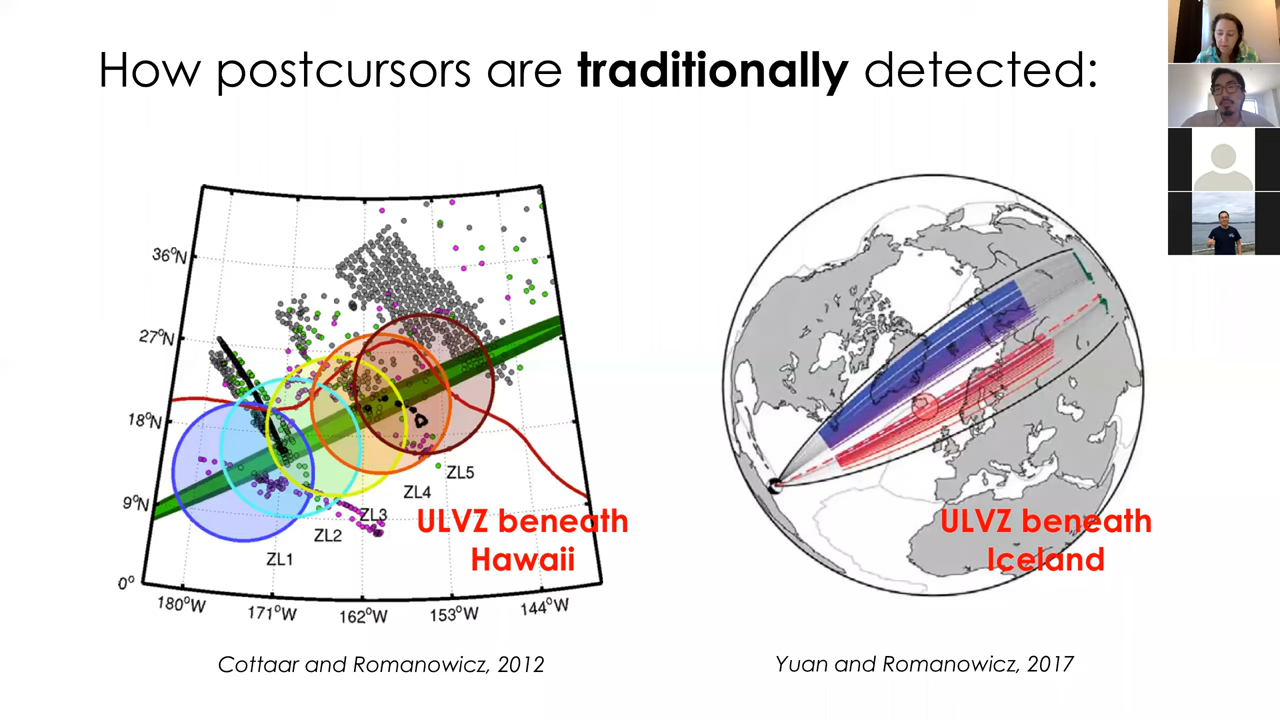 How postcursors are traditionally detected:
36°N
27°N
18°N
9°N
0°
180°W
171°W
162°W
153°W
144°W
ZL1
ZL2
ZL3
ZL4
ZL5
ULVZ beneath
Hawaii
Cottaar and Romanowicz, 2012
ULVZ beneath
Iceland
Yuan and Romanowicz, 2017